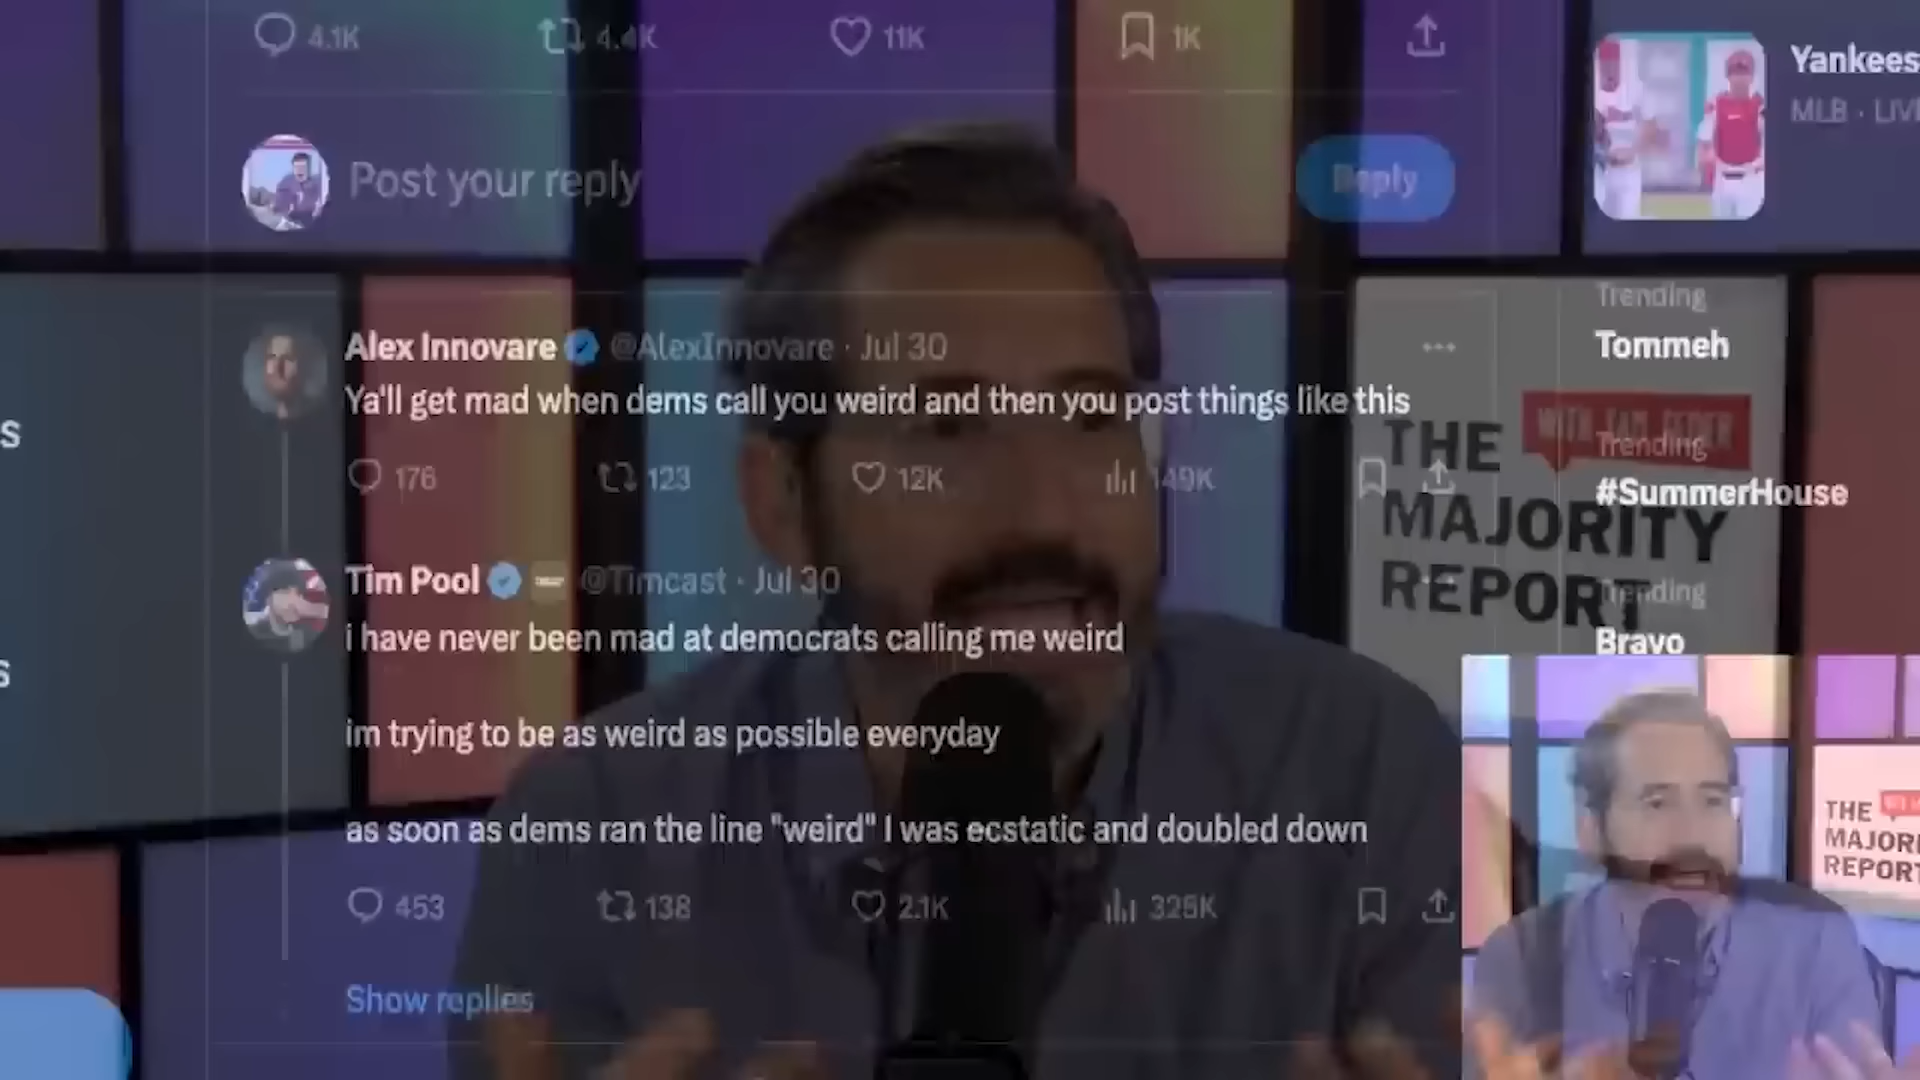 4.1K 4.4K 11K 1K
Yankees
MLB · LIVE
Post your reply
Reply
Trending
Tommeh
Alex Innovare @AlexInnovare · Jul 30
Ya'll get mad when dems call you weird and then you post things like this
176 123 12K 149K
THE
MAJORITY
REPORT
Trending
#SummerHouse
Trending
Bravo
s
s
Tim Pool @Timcast · Jul 30
i have never been mad at democrats calling me weird
im trying to be as weird as possible everyday
as soon as dems ran the line "weird" I was ecstatic and doubled down
453 138 2.1K 325K
Show replies
THE
MAJORI
REPORT